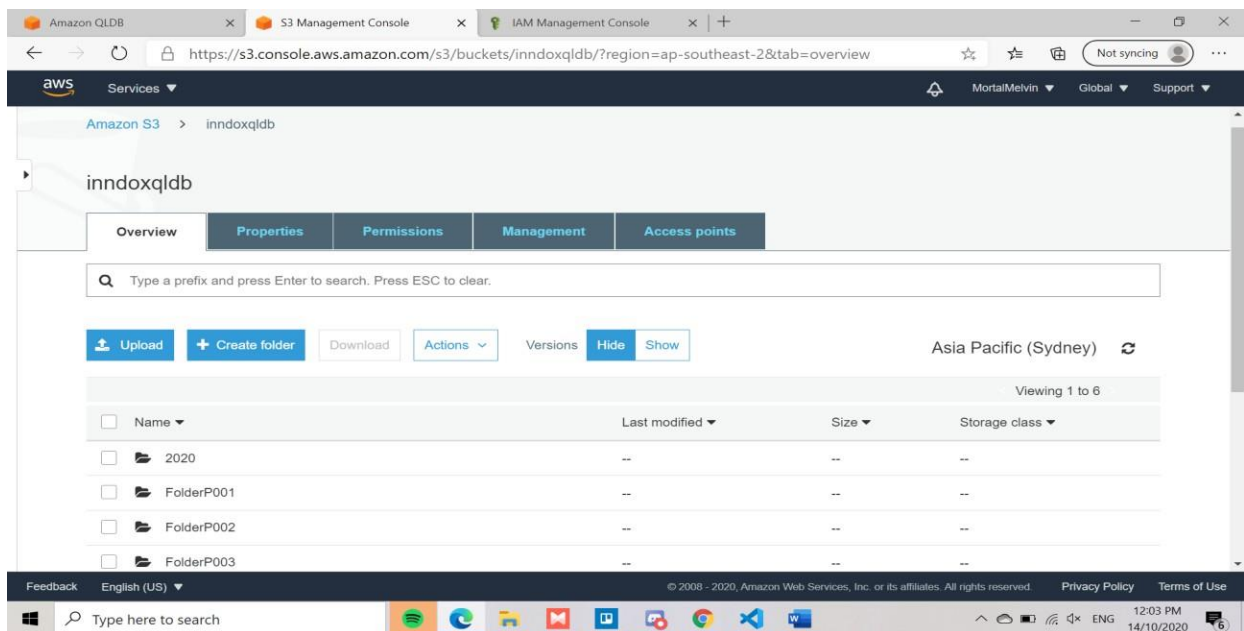 Amazon QLDB S3 Management Console IAM Management Console
https://s3.console.aws.amazon.com/s3/buckets/inndoxqldb/?region=ap-southeast-2&tab=overview Not syncing
aws Services MortalMelvin Global Support
Amazon S3 > inndoxqldb
inndoxqldb
Overview Properties Permissions Management Access points
Type a prefix and press Enter to search. Press ESC to clear.
Upload + Create folder Download Actions Versions Hide Show Asia Pacific (Sydney)
Viewing 1 to 6
Name Last modified Size Storage class
2020 -- -- --
FolderP001 -- -- --
FolderP002 -- -- --
FolderP003 -- -- --
Feedback English (US) © 2008 - 2020, Amazon Web Services, Inc. or its affiliates. All rights reserved. Privacy Policy Terms of Use
Type here to search ENG 12:03 PM
14/10/2020 6